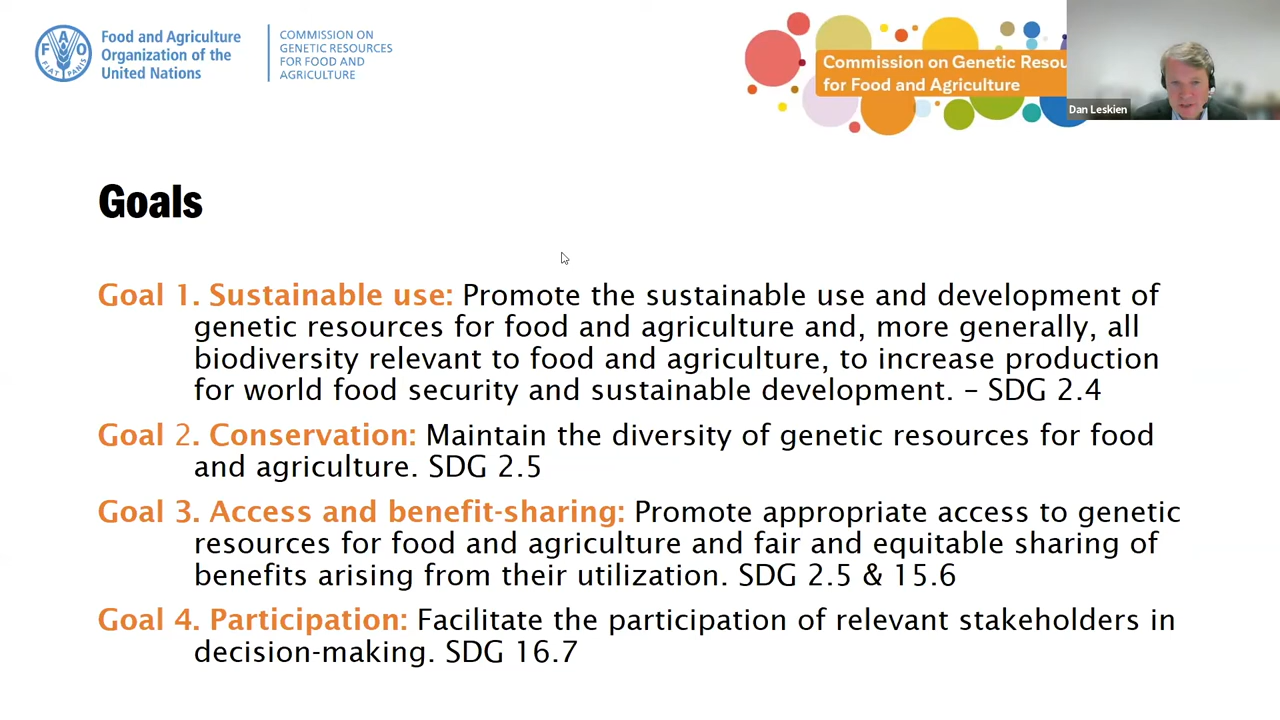 Food and Agriculture
Organization of the
United Nations
COMMISSION ON
GENETIC RESOURCES
FOR FOOD AND
AGRICULTURE
F A O
FIAT PANIS
Commission on Genetic Resou
for Food and Agriculture
Dan Leskien
Goals
Goal 1. Sustainable use: Promote the sustainable use and development of
genetic resources for food and agriculture and, more generally, all
biodiversity relevant to food and agriculture, to increase production
for world food security and sustainable development. – SDG 2.4
Goal 2. Conservation: Maintain the diversity of genetic resources for food
and agriculture. SDG 2.5
Goal 3. Access and benefit-sharing: Promote appropriate access to genetic
resources for food and agriculture and fair and equitable sharing of
benefits arising from their utilization. SDG 2.5 & 15.6
Goal 4. Participation: Facilitate the participation of relevant stakeholders in
decision-making. SDG 16.7